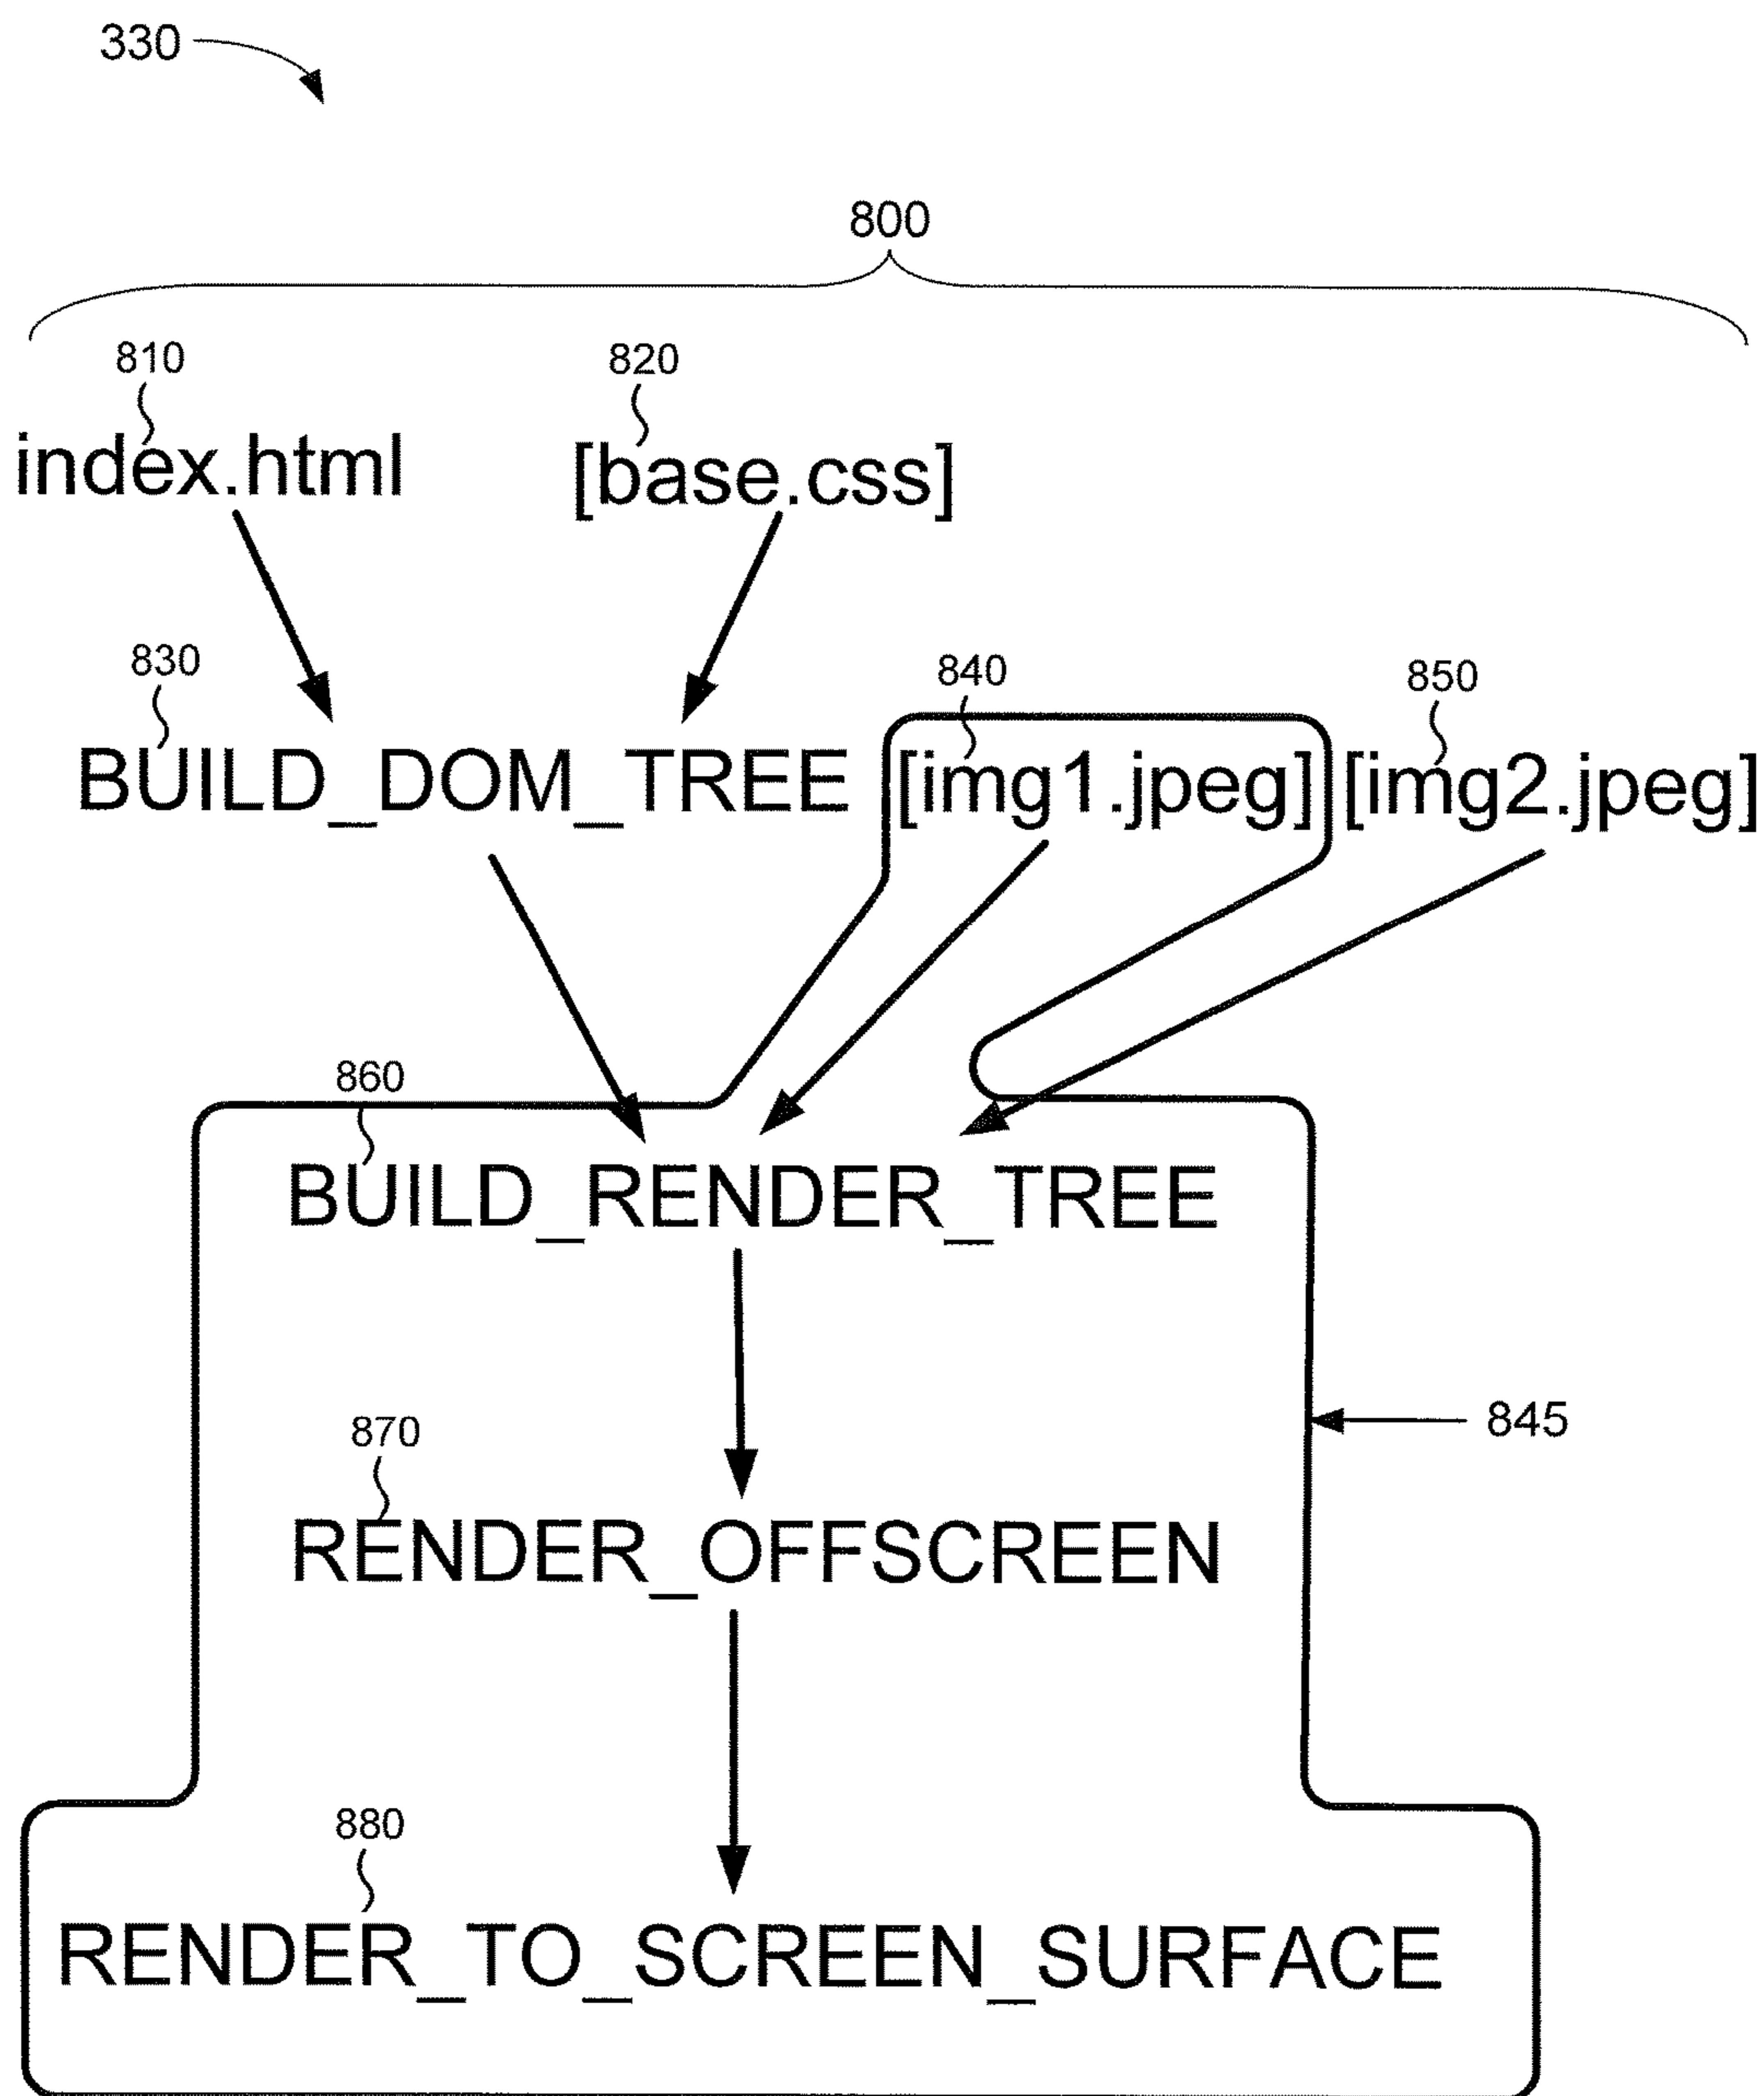 330
800
810 820
index.html [base.css]
830 840 850
BUILD_DOM_TREE [img1.jpeg] [img2.jpeg]
860
BUILD_RENDER_TREE
845
870
RENDER_OFFSCREEN
880
RENDER_TO_SCREEN_SURFACE